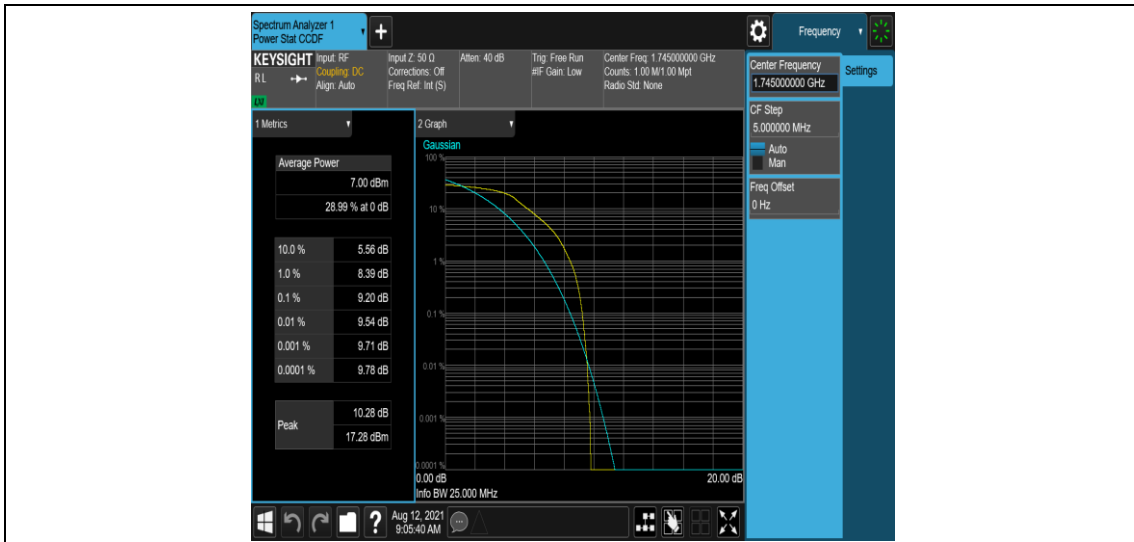 Spectrum Analyzer 1
Power Stat CCDF
Frequency
KEYSIGHT
RL
LM
Input: RF
Coupling: DC
Align: Auto
Input Z: 50 Ω
Corrections: Off
Freq Ref: Int (S)
Atten: 40 dB
Trig: Free Run
#IF Gain: Low
Center Freq: 1.745000000 GHz
Counts: 1.00 M/1.00 Mpt
Radio Std: None
Center Frequency
1.745000000 GHz
Settings
CF Step
5.000000 MHz
Auto
Man
Freq Offset
0 Hz
1 Metrics
Average Power
7.00 dBm
28.99 % at 0 dB
10.0 % 5.56 dB
1.0 % 8.39 dB
0.1 % 9.20 dB
0.01 % 9.54 dB
0.001 % 9.71 dB
0.0001 % 9.78 dB
Peak
10.28 dB
17.28 dBm
2 Graph
Gaussian
100 %
10 %
1 %
0.1 %
0.01 %
0.001 %
0.0001 %
0.00 dB 20.00 dB
Info BW 25.000 MHz
?
Aug 12, 2021
9:05:40 AM